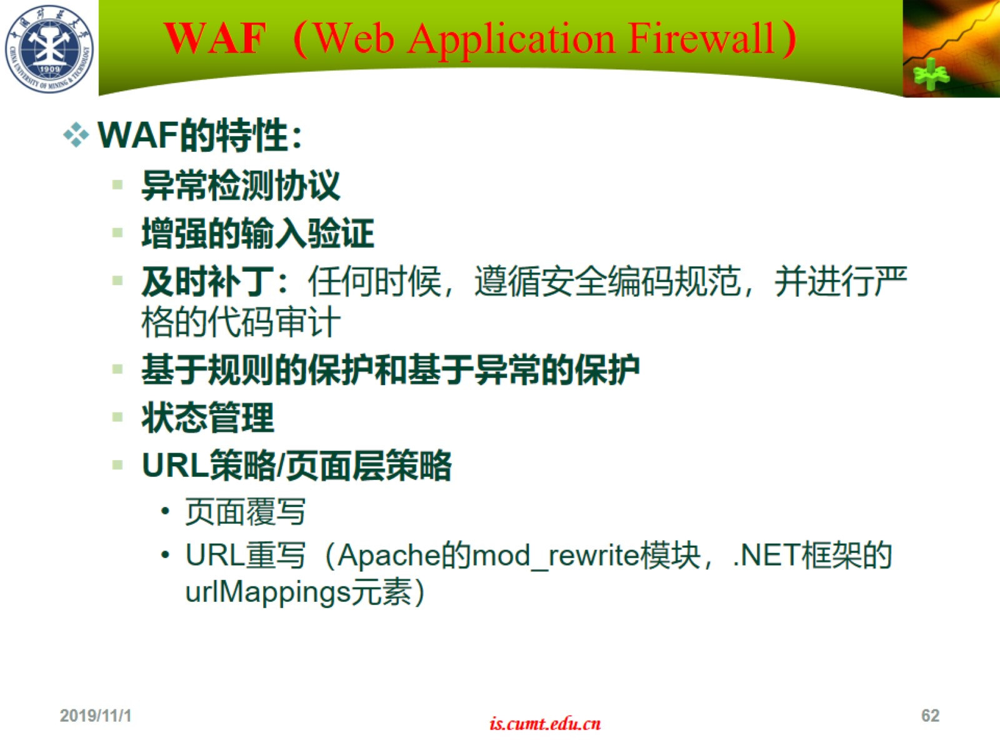 WAF（Web Application Firewall）
中国矿业大学
CHINA UNIVERSITY OF MINING & TECHNOLOGY
1909
WAF的特性：
异常检测协议
增强的输入验证
及时补丁：任何时候，遵循安全编码规范，并进行严
格的代码审计
基于规则的保护和基于异常的保护
状态管理
URL策略/页面层策略
• 页面覆写
• URL重写（Apache的mod_rewrite模块，.NET框架的
urlMappings元素）
2019/11/1
is.cumt.edu.cn
62